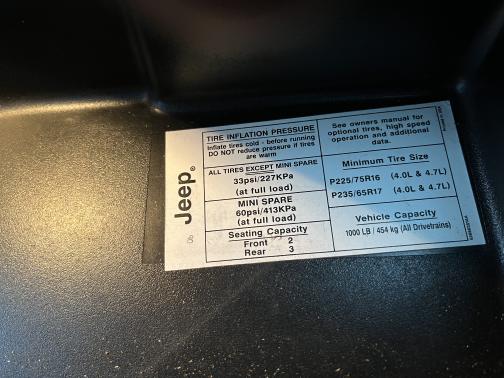 Jeep®
TIRE INFLATION PRESSURE
Inflate tires cold - before running
DO NOT reduce pressure if tires
are warm
ALL TIRES EXCEPT MINI SPARE
33psi/227KPa
(at full load)
MINI SPARE
60psi/413KPa
(at full load)
Seating Capacity
Front 2
Rear 3
See owners manual for
optional tires, high speed
operation and additional
data.
Minimum Tire Size
P225/75R16 (4.0L & 4.7L)
P235/65R17 (4.0L & 4.7L)
Vehicle Capacity
1000 LB / 454 kg (All Drivetrains)